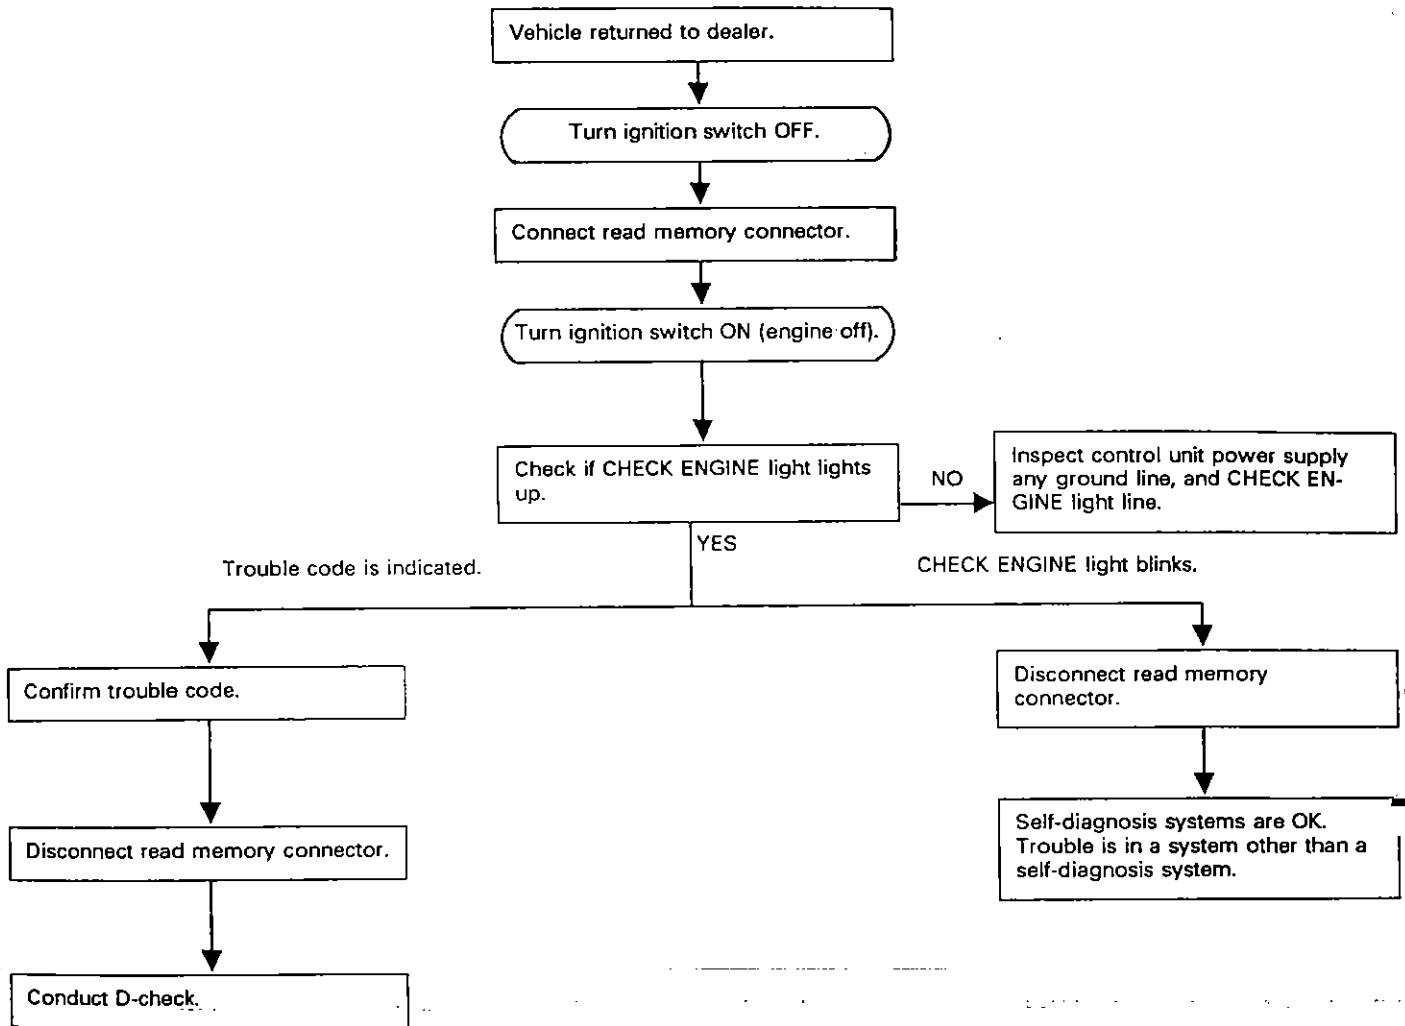 Vehicle returned to dealer.
Turn ignition switch OFF.
Connect read memory connector.
Turn ignition switch ON (engine off).
Check if CHECK ENGINE light lights
up.
NO
Inspect control unit power supply
any ground line, and CHECK EN-
GINE light line.
YES
Trouble code is indicated.
CHECK ENGINE light blinks.
Confirm trouble code.
Disconnect read memory
connector.
Disconnect read memory connector.
Self-diagnosis systems are OK.
Trouble is in a system other than a
self-diagnosis system.
Conduct D-check.